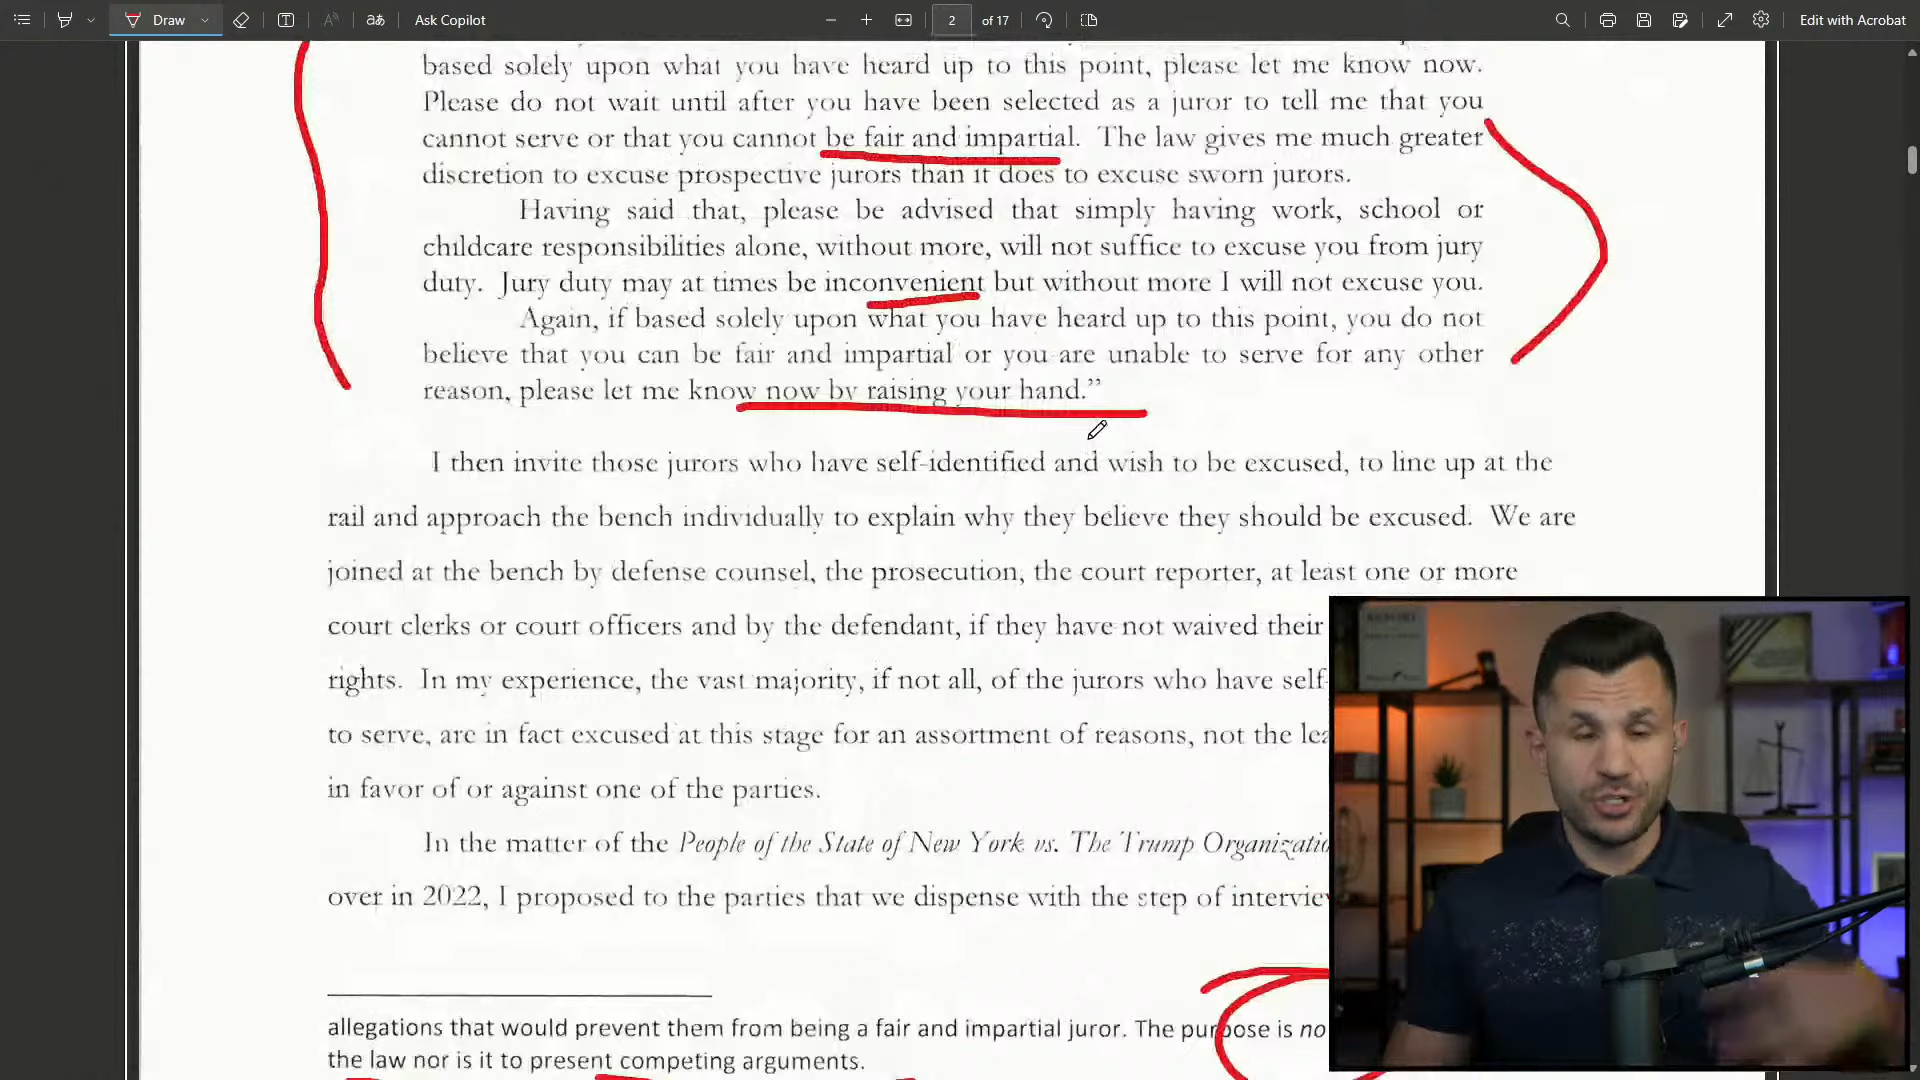 Draw
Ask Copilot
2 of 17
Edit with Acrobat
based solely upon what you have heard up to this point, please let me know now.
Please do not wait until after you have been selected as a juror to tell me that you
cannot serve or that you cannot be fair and impartial. The law gives me much greater
discretion to excuse prospective jurors than it does to excuse sworn jurors.
Having said that, please be advised that simply having work, school or
childcare responsibilities alone, without more, will not suffice to excuse you from jury
duty. Jury duty may at times be inconvenient but without more I will not excuse you.
Again, if based solely upon what you have heard up to this point, you do not
believe that you can be fair and impartial or you are unable to serve for any other
reason, please let me know now by raising your hand.”
I then invite those jurors who have self-identified and wish to be excused, to line up at the
rail and approach the bench individually to explain why they believe they should be excused. We are
joined at the bench by defense counsel, the prosecution, the court reporter, at least one or more
court clerks or court officers and by the defendant, if they have not waived their
rights. In my experience, the vast majority, if not all, of the jurors who have self-
to serve, are in fact excused at this stage for an assortment of reasons, not the
in favor of or against one of the parties.
In the matter of the People of the State of New York vs. The Trump
over in 2022, I proposed to the parties that we dispense with the step of
allegations that would prevent them from being a fair and impartial juror. The purpose is
the law nor is it to present competing arguments.